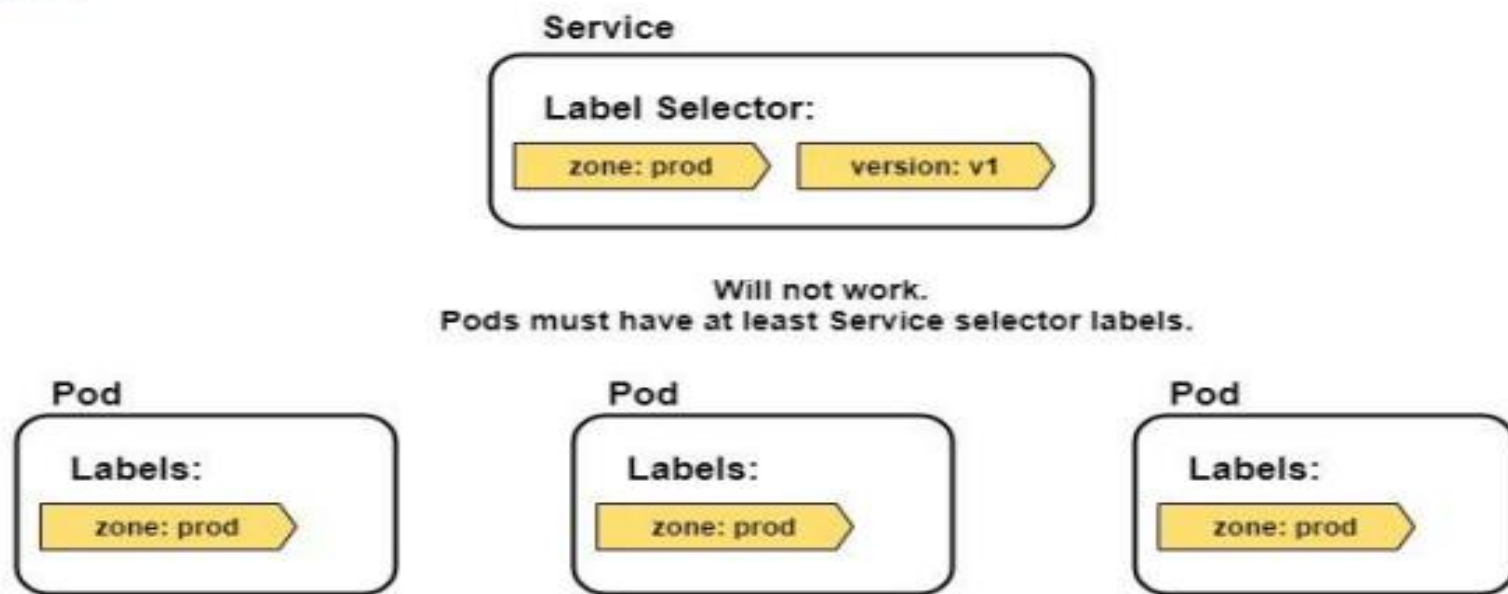 Service
Label Selector:
zone: prod
version: v1
Will not work.
Pods must have at least Service selector labels.
Pod
Labels:
zone: prod
Pod
Labels:
zone: prod
Pod
Labels:
zone: prod